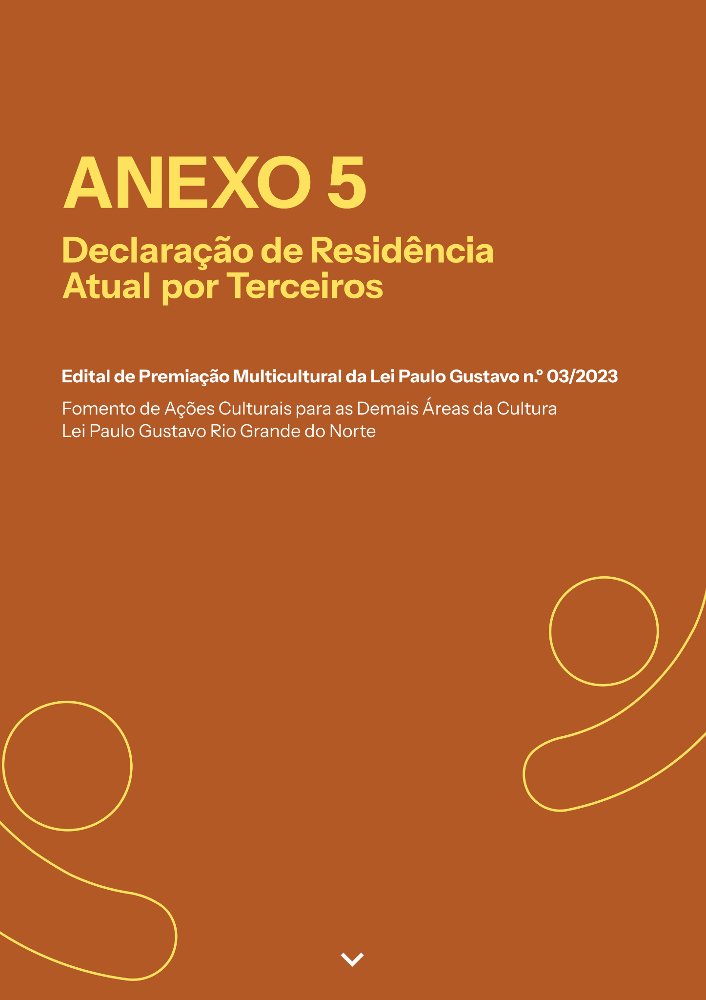 ANEXO 5
Declaração de Residência
Atual por Terceiros
Edital de Premiação Multicultural da Lei Paulo Gustavo n.º 03/2023
Fomento de Ações Culturais para as Demais Áreas da Cultura
Lei Paulo Gustavo Rio Grande do Norte